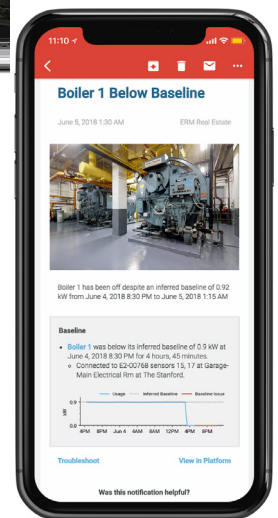 11:10
Boiler 1 Below Baseline
June 5, 2018 1:30 AM ERM Real Estate
Boiler 1 has been off despite an inferred baseline of 0.92
kW from June 4, 2018 8:30 PM to June 5, 2018 1:15 AM
Baseline
• Boiler 1 was below its inferred baseline of 0.9 kW at
June 4, 2018 8:30 PM for 4 hours, 45 minutes.
Connected to E2-00768 sensors 15, 17 at Garage-
Main Electrical Rm at The Stanford.
Usage Inferred Baseline Baseline Issue
0.9
kW
0.0
4PM 8PM Jun 4 4AM 8AM 12PM 4PM 8PM
Troubleshoot View in Platform
Was this notification helpful?